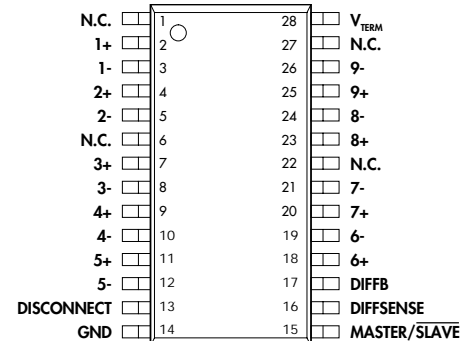 N.C. 1 28 V_TERM
1+ 2 27 N.C.
1- 3 26 9-
2+ 4 25 9+
2- 5 24 8-
N.C. 6 23 8+
3+ 7 22 N.C.
3- 8 21 7-
4+ 9 20 7+
4- 10 19 6-
5+ 11 18 6+
5- 12 17 DIFFB
DISCONNECT 13 16 DIFFSENSE
GND 14 15 MASTER/S̅L̅A̅V̅E̅